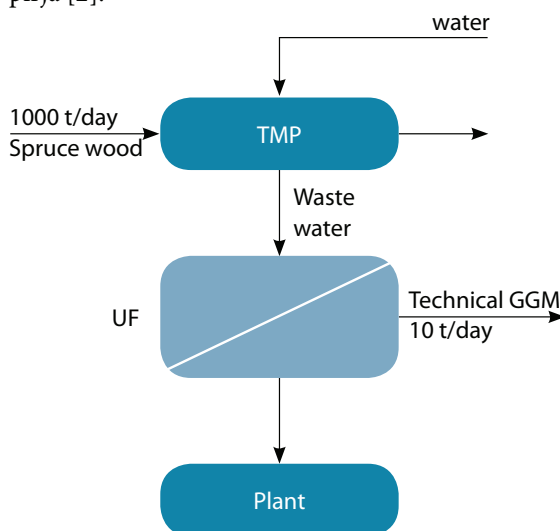 water
1000 t/day
Spruce wood
TMP
Waste
water
UF
Technical GGM
10 t/day
Plant